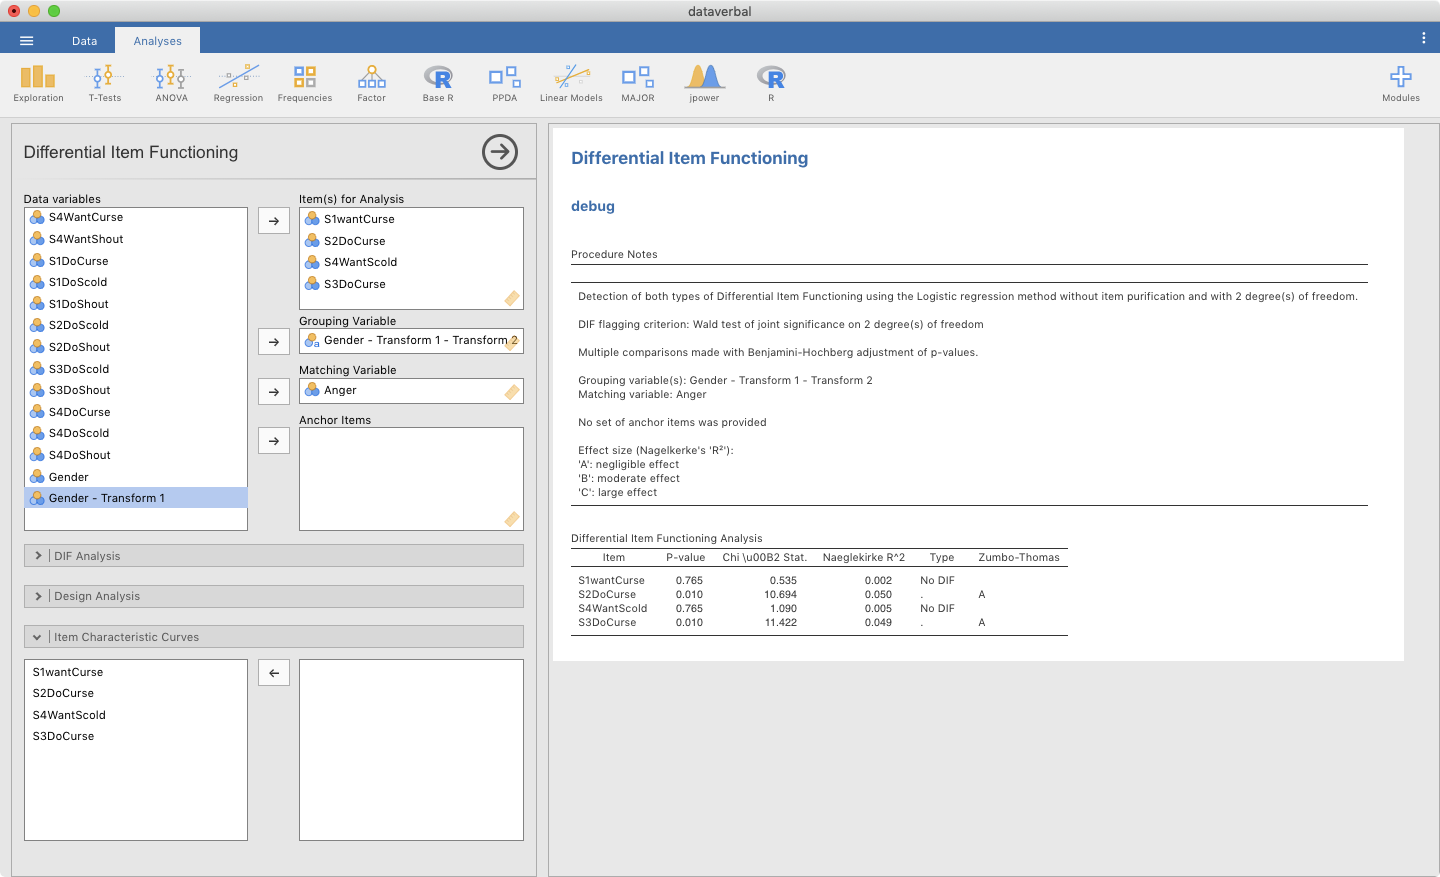 dataverbal
Data
Analyses
Exploration
T-Tests
ANOVA
Regression
Frequencies
Factor
Base R
PPDA
Linear Models
MAJOR
jpower
R
Modules
Differential Item Functioning
Data variables
S4WantCurse
S4WantShout
S1DoCurse
S1DoScold
S1DoShout
S2DoScold
S2DoShout
S3DoScold
S3DoShout
S4DoCurse
S4DoScold
S4DoShout
Gender
Gender - Transform 1
Item(s) for Analysis
S1wantCurse
S2DoCurse
S4WantScold
S3DoCurse
Grouping Variable
a Gender - Transform 1 - Transform 2
Matching Variable
Anger
Anchor Items
DIF Analysis
Design Analysis
Item Characteristic Curves
S1wantCurse
S2DoCurse
S4WantScold
S3DoCurse
Differential Item Functioning
debug
Procedure Notes
Detection of both types of Differential Item Functioning using the Logistic regression method without item purification and with 2 degree(s) of freedom.
DIF flagging criterion: Wald test of joint significance on 2 degree(s) of freedom
Multiple comparisons made with Benjamini-Hochberg adjustment of p-values.
Grouping variable(s): Gender - Transform 1 - Transform 2
Matching variable: Anger
No set of anchor items was provided
Effect size (Nagelkerke's 'R²'):
'A': negligible effect
'B': moderate effect
'C': large effect
Differential Item Functioning Analysis
Item P-value Chi \u00B2 Stat. Naeglekirke R^2 Type Zumbo-Thomas
S1wantCurse 0.765 0.535 0.002 No DIF
S2DoCurse 0.010 10.694 0.050 . A
S4WantScold 0.765 1.090 0.005 No DIF
S3DoCurse 0.010 11.422 0.049 . A